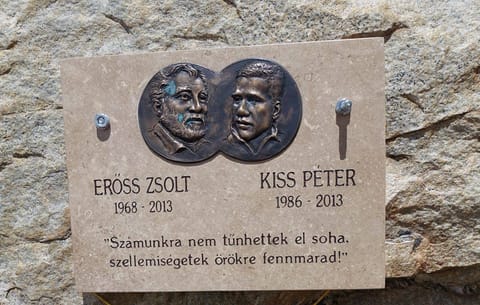 ERŐSS ZSOLT
1968 - 2013
KISS PÉTER
1986 - 2013
"Számunkra nem tűnhettek el soha,
szellemiségetek örökre fennmarad!"